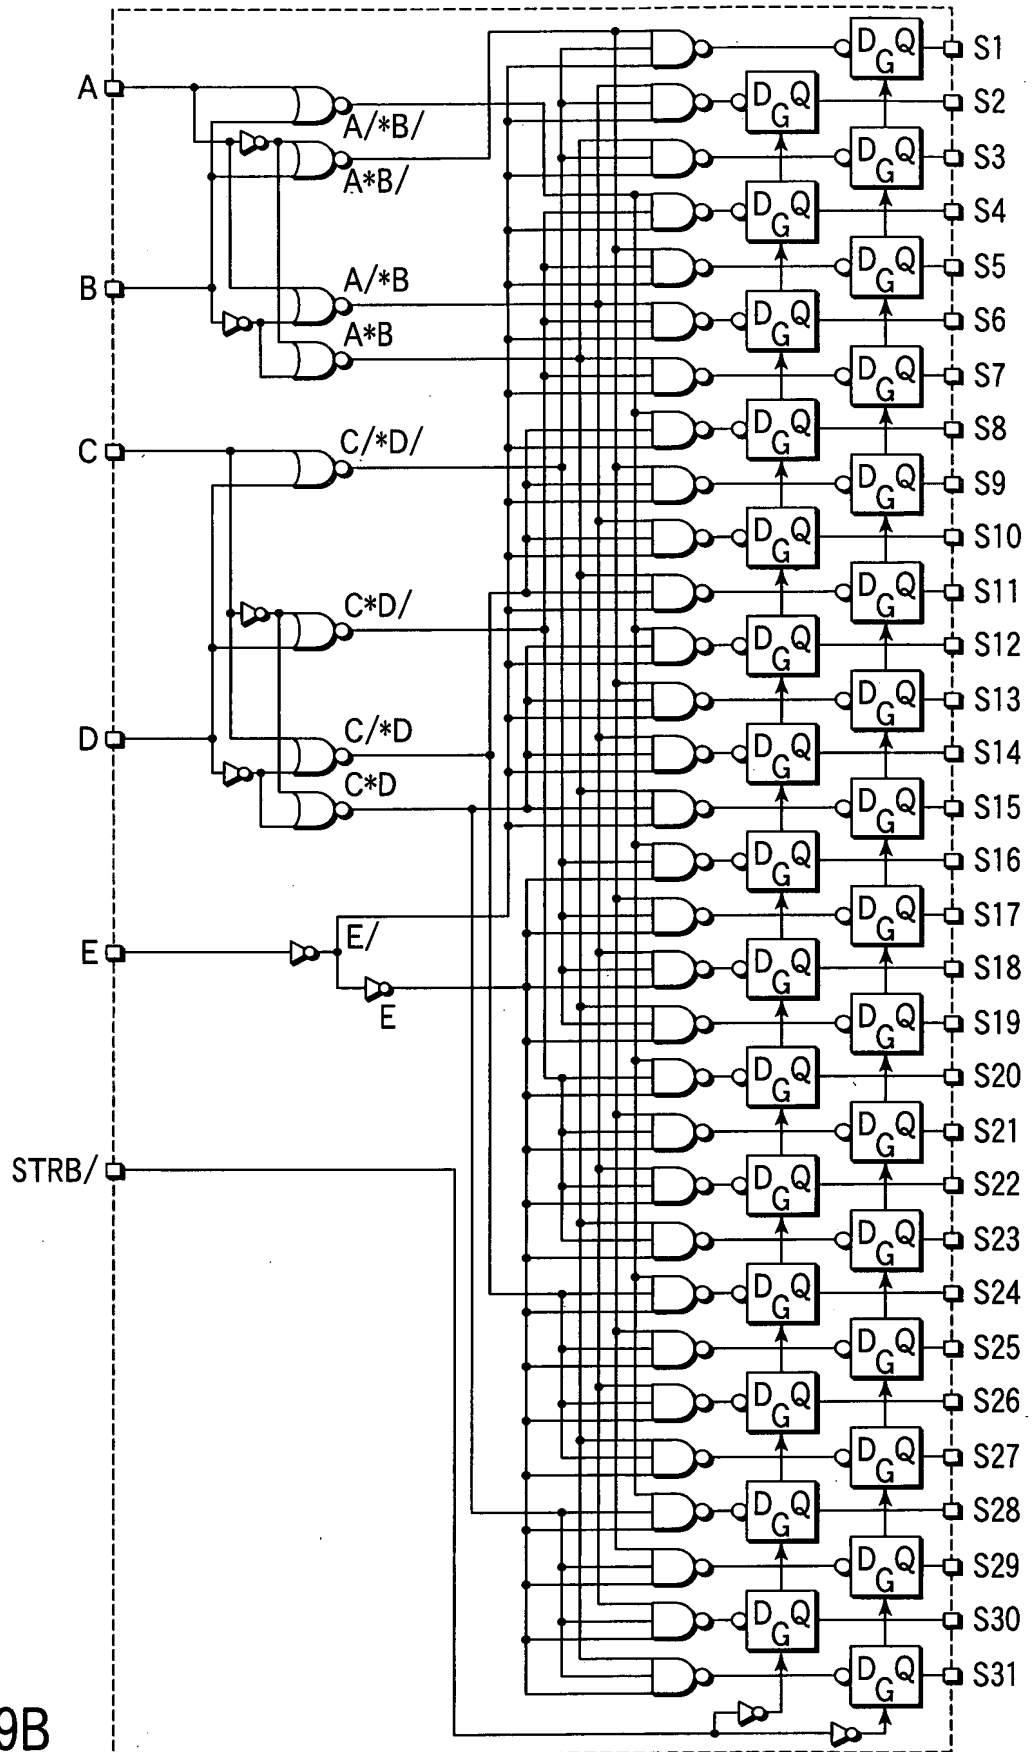 A
A/*B/
A*B/
B
A/*B
A*B
C
C/*D/
C*D/
D
C/*D
C*D
E
E/
E
STRB/
D G Q S1
D G Q S2
D G Q S3
D G Q S4
D G Q S5
D G Q S6
D G Q S7
D G Q S8
D G Q S9
D G Q S10
D G Q S11
D G Q S12
D G Q S13
D G Q S14
D G Q S15
D G Q S16
D G Q S17
D G Q S18
D G Q S19
D G Q S20
D G Q S21
D G Q S22
D G Q S23
D G Q S24
D G Q S25
D G Q S26
D G Q S27
D G Q S28
D G Q S29
D G Q S30
D G Q S31
9B